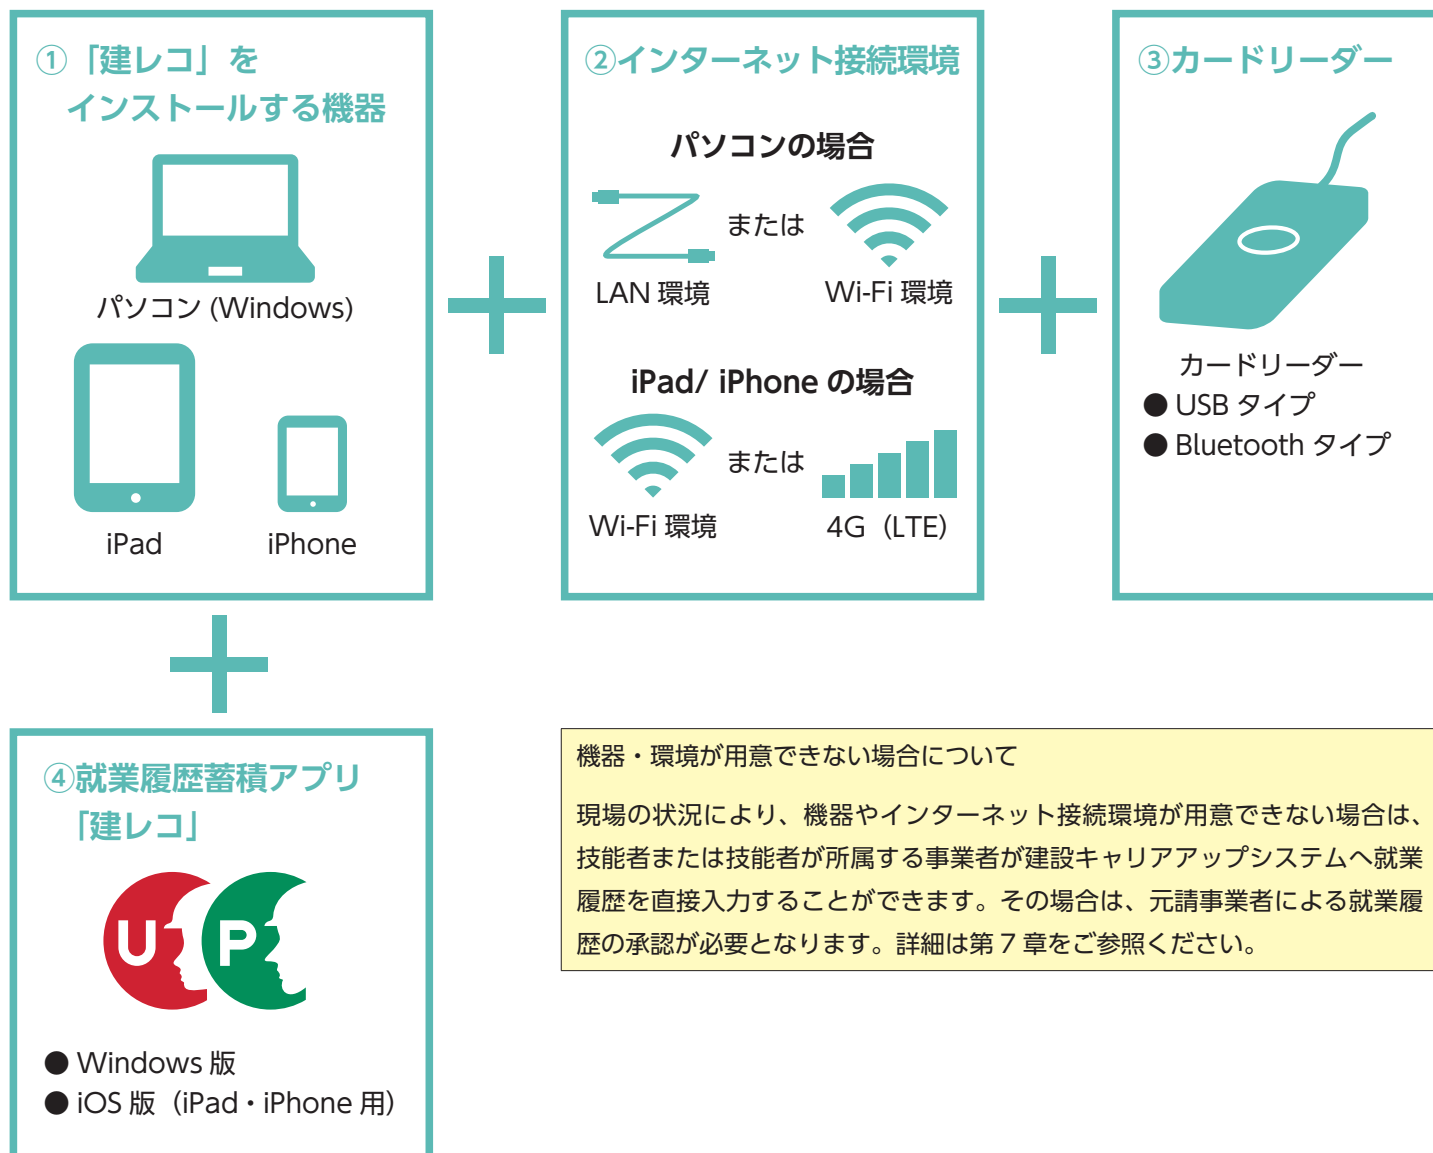 ①「建レコ」を
インストールする機器
パソコン (Windows)
iPad
iPhone
②インターネット接続環境
パソコンの場合
または
LAN 環境
Wi-Fi 環境
iPad/ iPhone の場合
または
Wi-Fi 環境
4G（LTE）
③カードリーダー
カードリーダー
● USB タイプ
● Bluetooth タイプ
④就業履歴蓄積アプリ
「建レコ」
U P
● Windows 版
● iOS 版（iPad・iPhone 用）
機器・環境が用意できない場合について
現場の状況により、機器やインターネット接続環境が用意できない場合は、
技能者または技能者が所属する事業者が建設キャリアアップシステムへ就業
履歴を直接入力することができます。その場合は、元請事業者による就業履
歴の承認が必要となります。詳細は第 7 章をご参照ください。